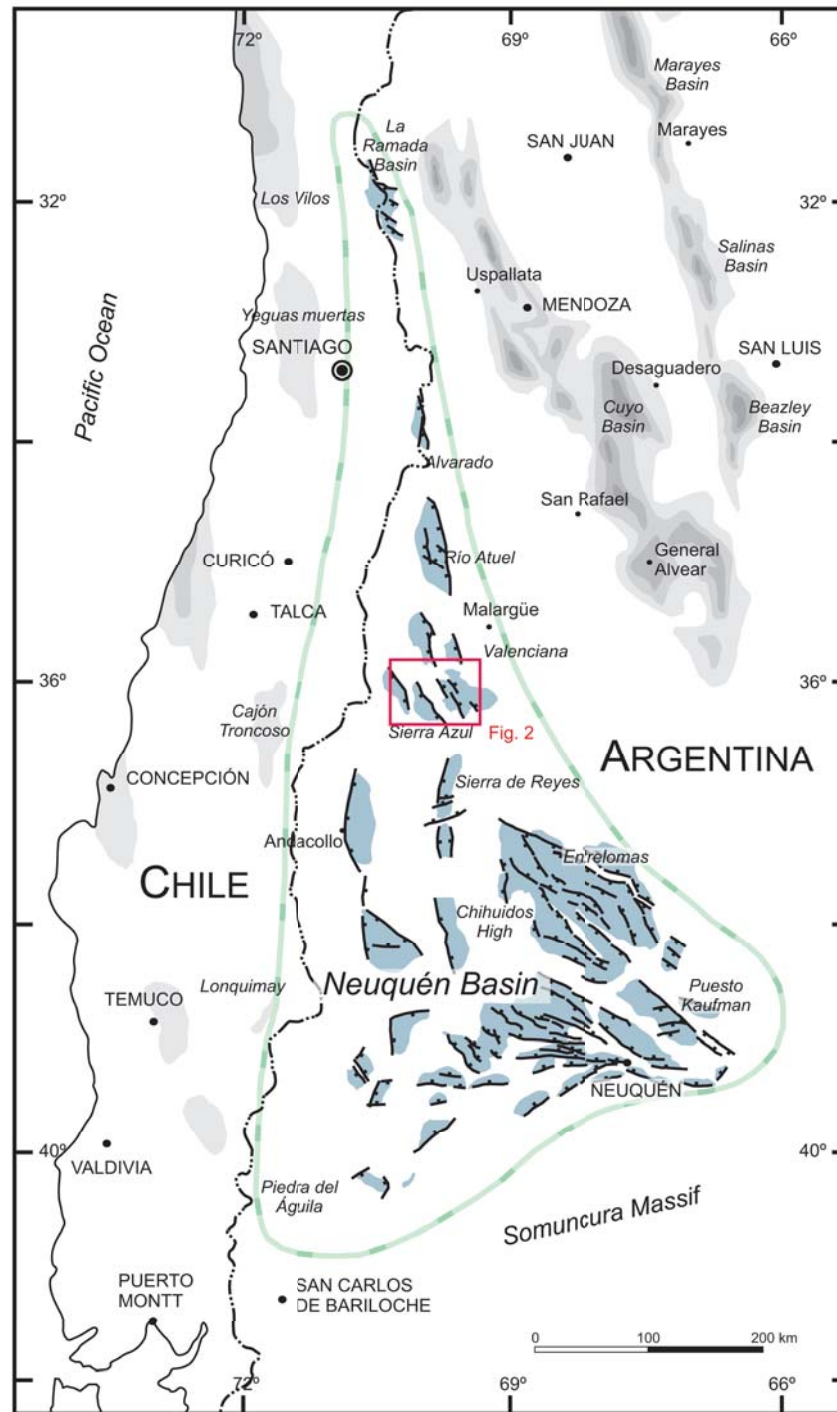 72º
69º
66º
Marayes
Basin
La
Ramada
Basin
SAN JUAN
Marayes
32º
32º
Los Vilos
Salinas
Basin
Uspallata
MENDOZA
Pacific Ocean
Yeguas muertas
SANTIAGO
SAN LUIS
Desaguadero
Cuyo
Basin
Beazley
Basin
Alvarado
San Rafael
CURICÓ
Río Atuel
General
Alvear
TALCA
Malargüe
Valenciana
36º
36º
Cajón
Troncoso
Sierra Azul
Fig. 2
ARGENTINA
CONCEPCIÓN
Sierra de Reyes
Andacollo
Entrelomas
CHILE
Chihuidos
High
Lonquimay
Neuquén Basin
Puesto
Kaufman
TEMUCO
NEUQUÉN
40º
40º
VALDIVIA
Piedra del
Águila
Somuncura Massif
PUERTO
MONTT
SAN CARLOS
DE BARILOCHE
0 100 200 km
72º
69º
66º